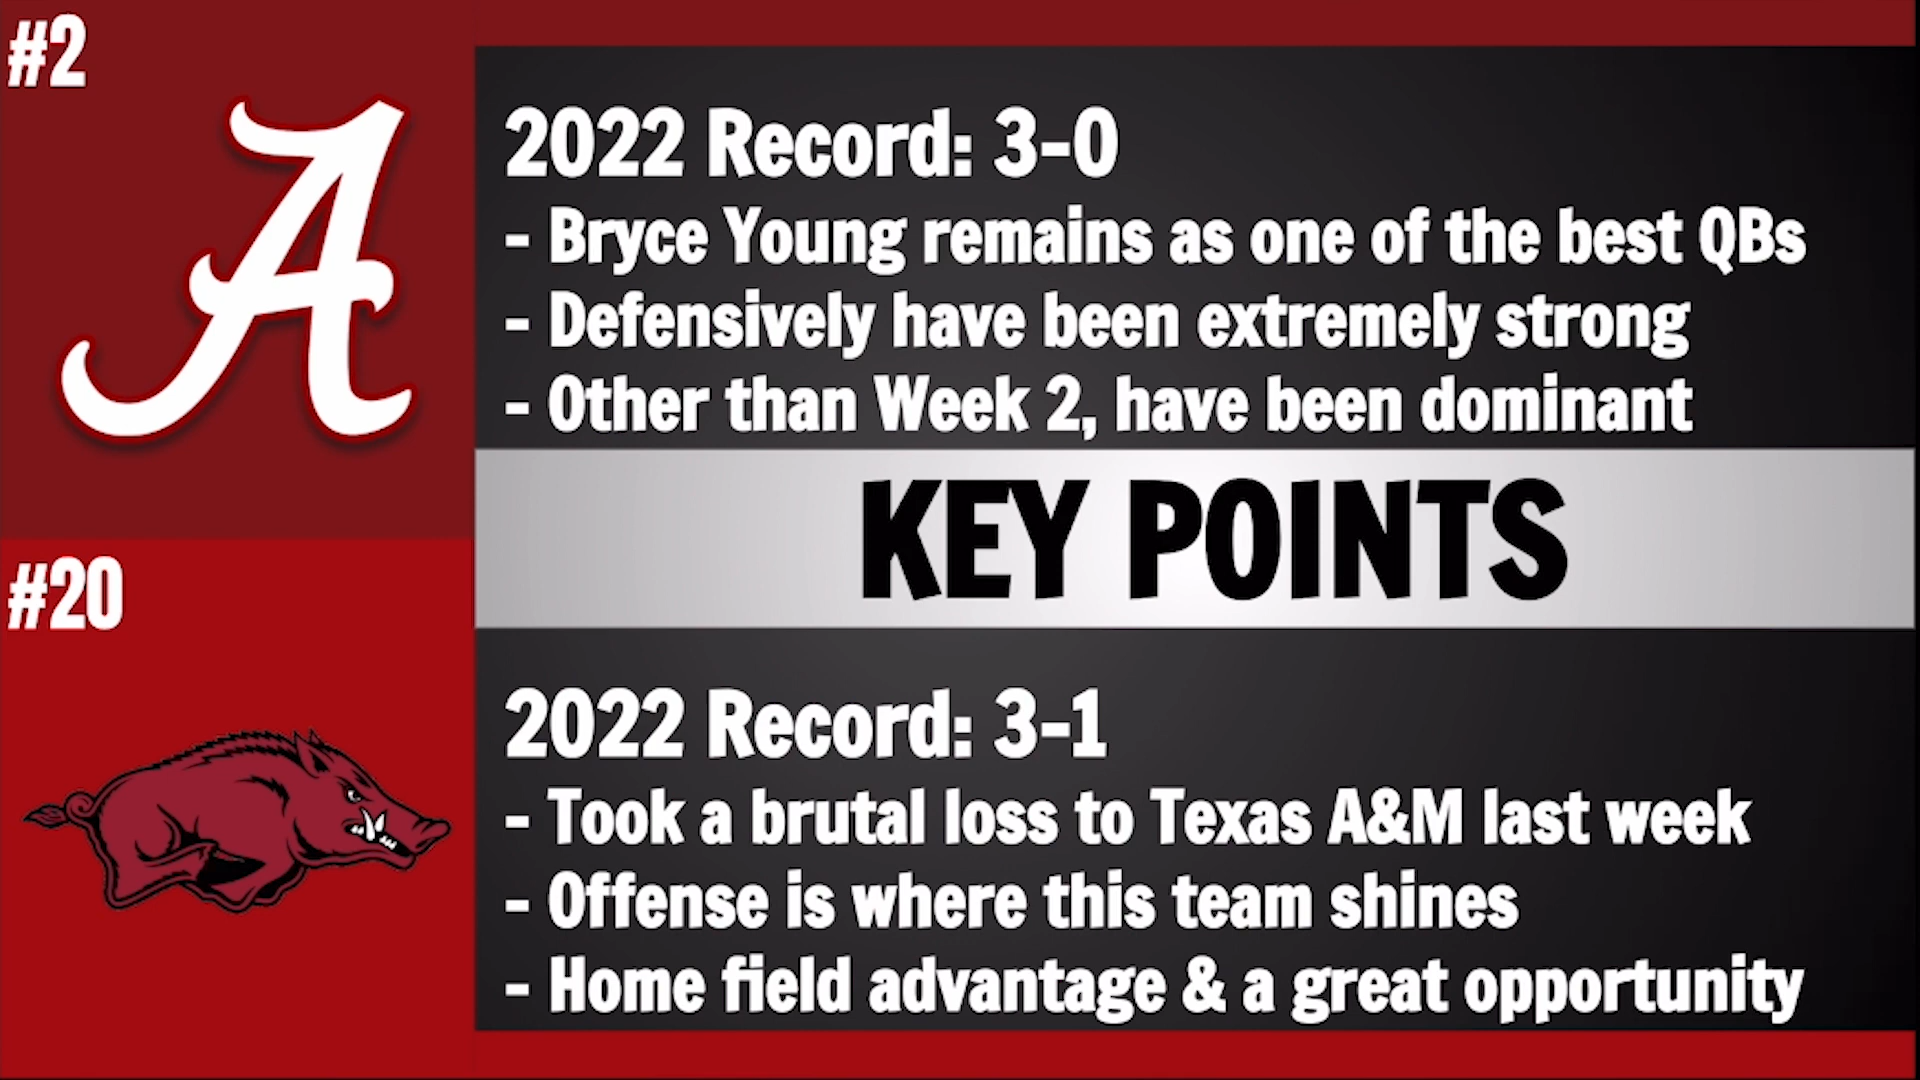 #2
A
2022 Record: 3-0
- Bryce Young remains as one of the best QBs
- Defensively have been extremely strong
- Other than Week 2, have been dominant
KEY POINTS
#20
2022 Record: 3-1
- Took a brutal loss to Texas A&M last week
- Offense is where this team shines
- Home field advantage & a great opportunity